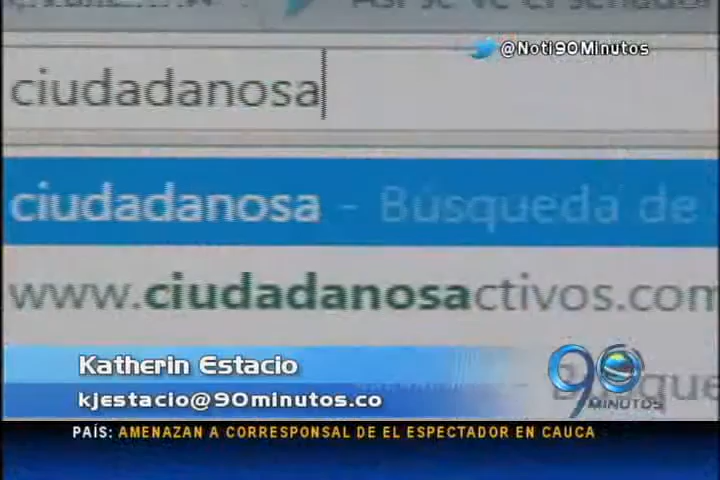 Así se ve el senador
@Noti90Minutos
ciudadanosa
ciudadanosa - Búsqueda de
www.ciudadanosactivos.com
Katherin Estacio
kjestacio@90minutos.co
90
MINUTOS
PAÍS: AMENAZAN A CORRESPONSAL DE EL ESPECTADOR EN CAUCA